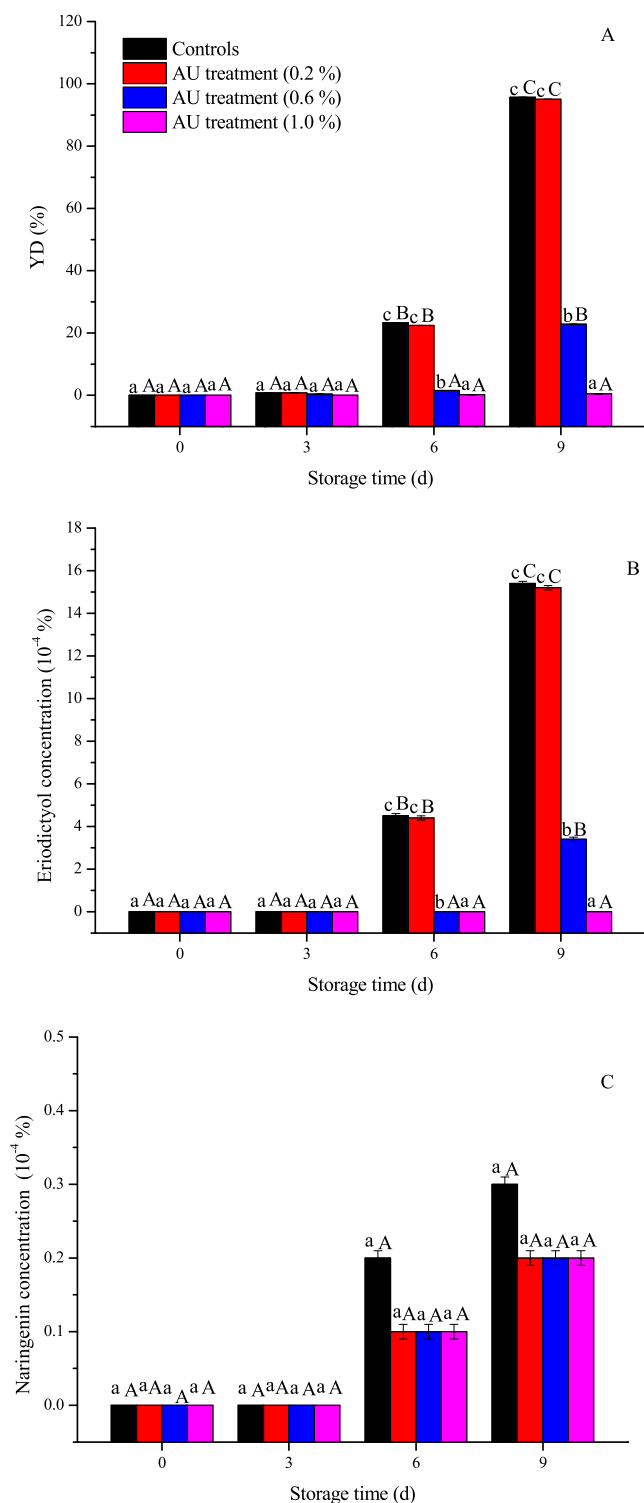 120
A
Controls
AU treatment (0.2 %)
AU treatment (0.6 %)
AU treatment (1.0 %)
c C c C
100
80
60
YD (%)
40
c B c B
b B
20
a A a A a A a A
a A a A a A a A
b A a A
a A
0
0
3
6
9
Storage time (d)
18
B
16
c C c C
14
12
10
8
Eriodictyol concentration (10⁻⁴ %)
6
c B c B
4
b B
2
a A a A a A a A
a A a A a A a A
b A a A
a A
0
0
3
6
9
Storage time (d)
0.5
C
0.4
a A
0.3
a A
a A a A a A
0.2
Naringenin concentration (10⁻⁴ %)
a A a A a A
0.1
a A a A a A a A
a A a A a A a A
0.0
0
3
6
9
Storage time (d)